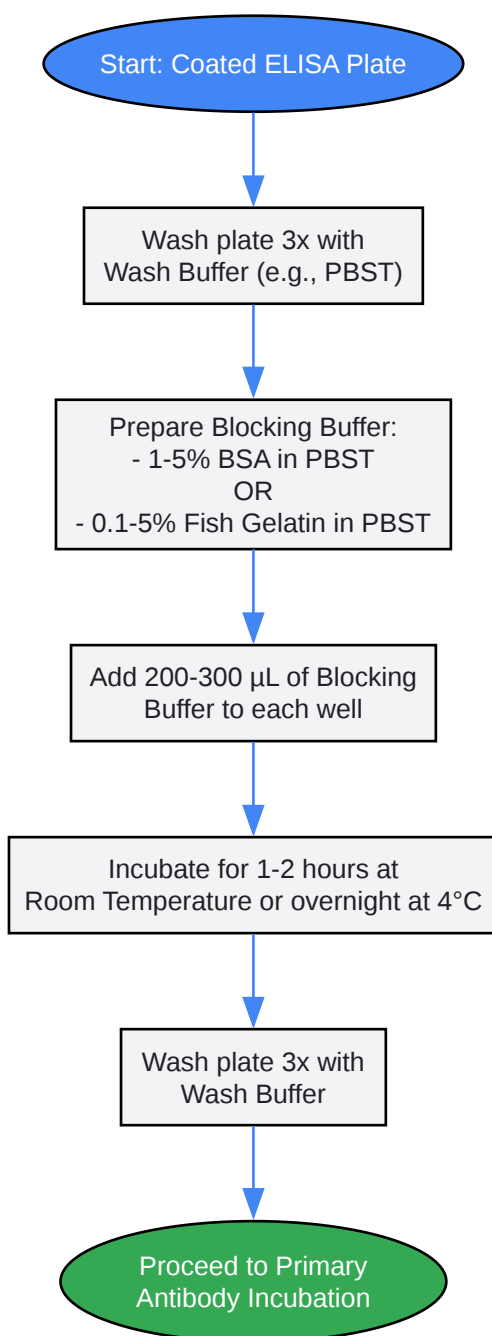 Start: Coated ELISA Plate
Wash plate 3x with
Wash Buffer (e.g., PBST)
Prepare Blocking Buffer:
- 1-5% BSA in PBST
OR
- 0.1-5% Fish Gelatin in PBST
Add 200-300 µL of Blocking
Buffer to each well
Incubate for 1-2 hours at
Room Temperature or overnight at 4°C
Wash plate 3x with
Wash Buffer
Proceed to Primary
Antibody Incubation